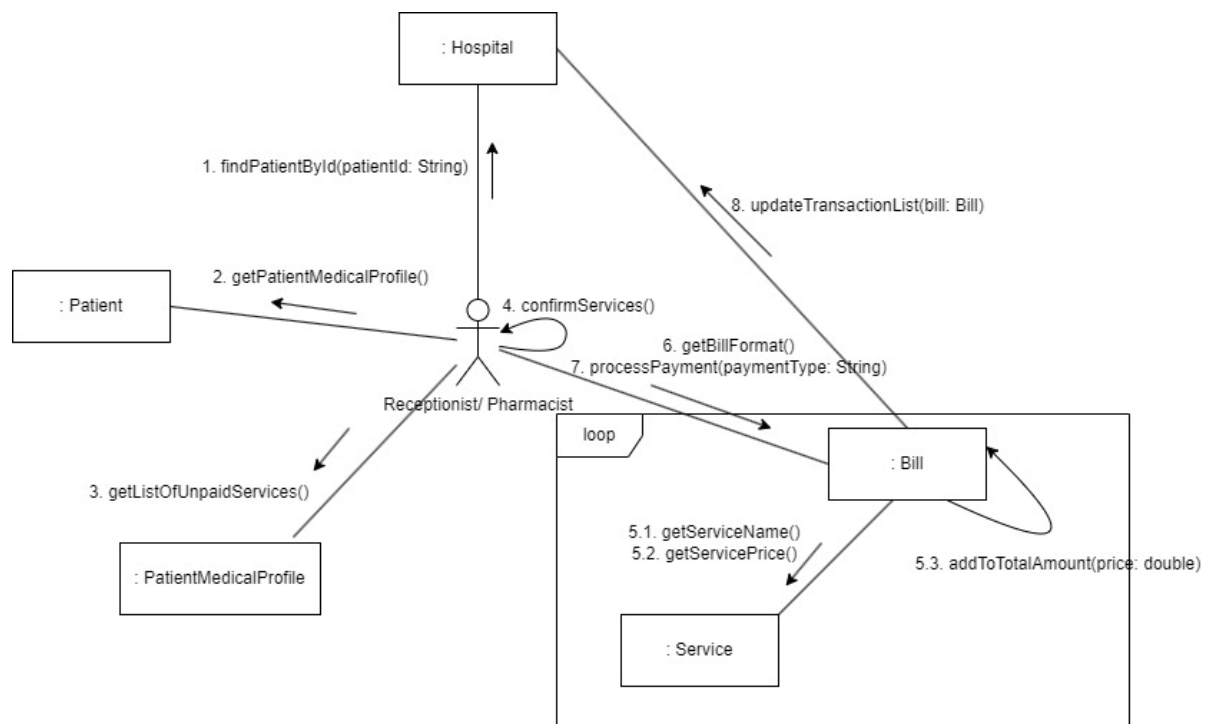 : Hospital
1. findPatientById(patientId: String)
8. updateTransactionList(bill: Bill)
2. getPatientMedicalProfile()
: Patient
4. confirmServices()
6. getBillFormat()
7. processPayment(paymentType: String)
Receptionist/ Pharmacist
loop
: Bill
3. getListOfUnpaidServices()
5.1. getServiceName()
5.2. getServicePrice()
5.3. addToTotalAmount(price: double)
: PatientMedicalProfile
: Service